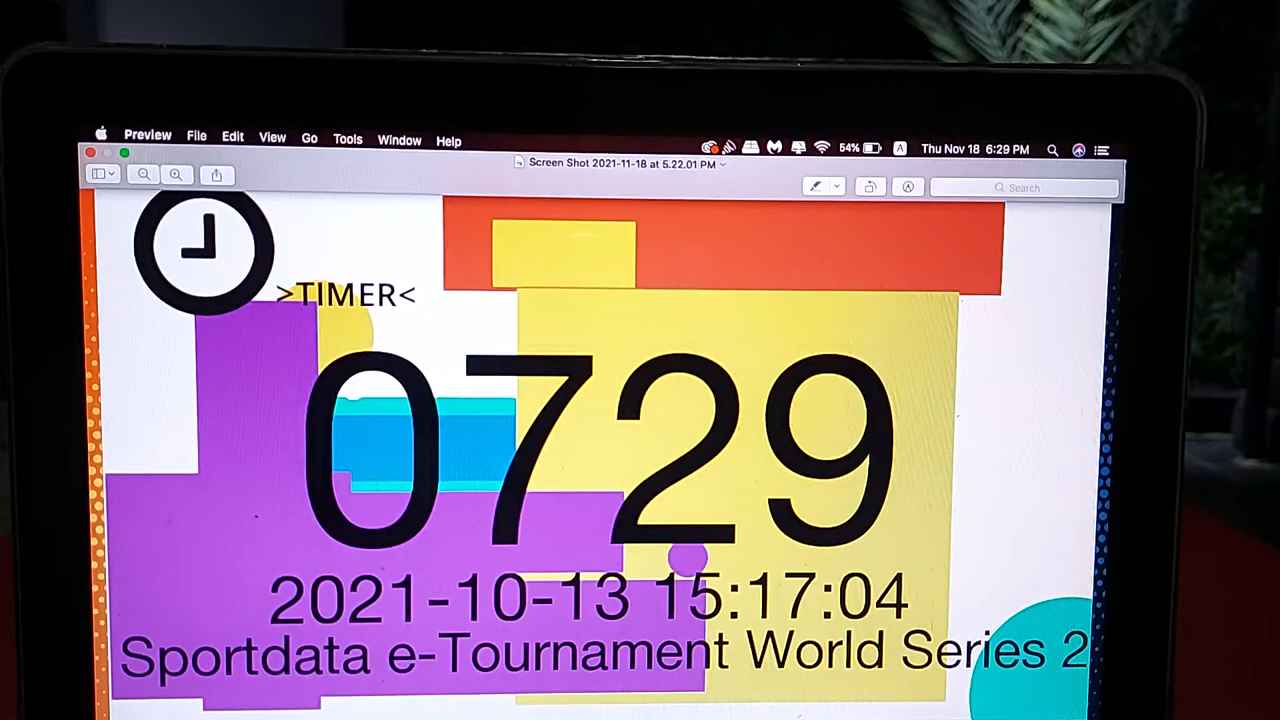 Preview File Edit View Go Tools Window Help 54% A Thu Nov 18 6:29 PM
Screen Shot 2021-11-18 at 5.22.01 PM
Search
>TIMER<
0729
2021-10-13 15:17:04
Sportdata e-Tournament World Series 2